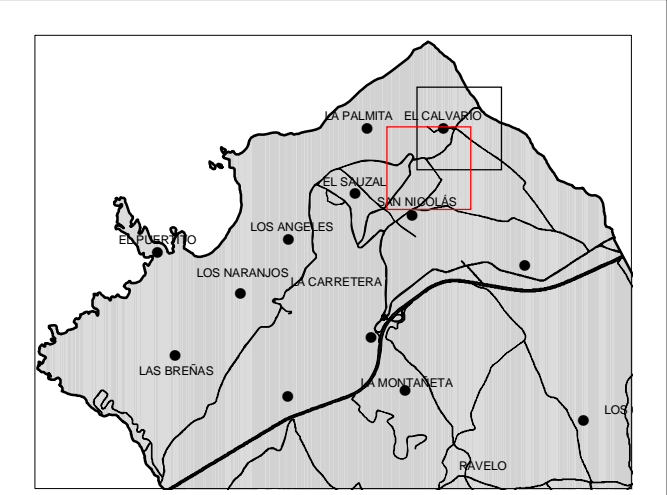 LA PALMITA
EL CALVARIO
EL SAUZAL
SAN NICOLÁS
LOS ANGELES
EL PUERTITO
LOS NARANJOS
LA CARRETERA
LAS BREÑAS
LA MONTAÑETA
LOS
RAVELO